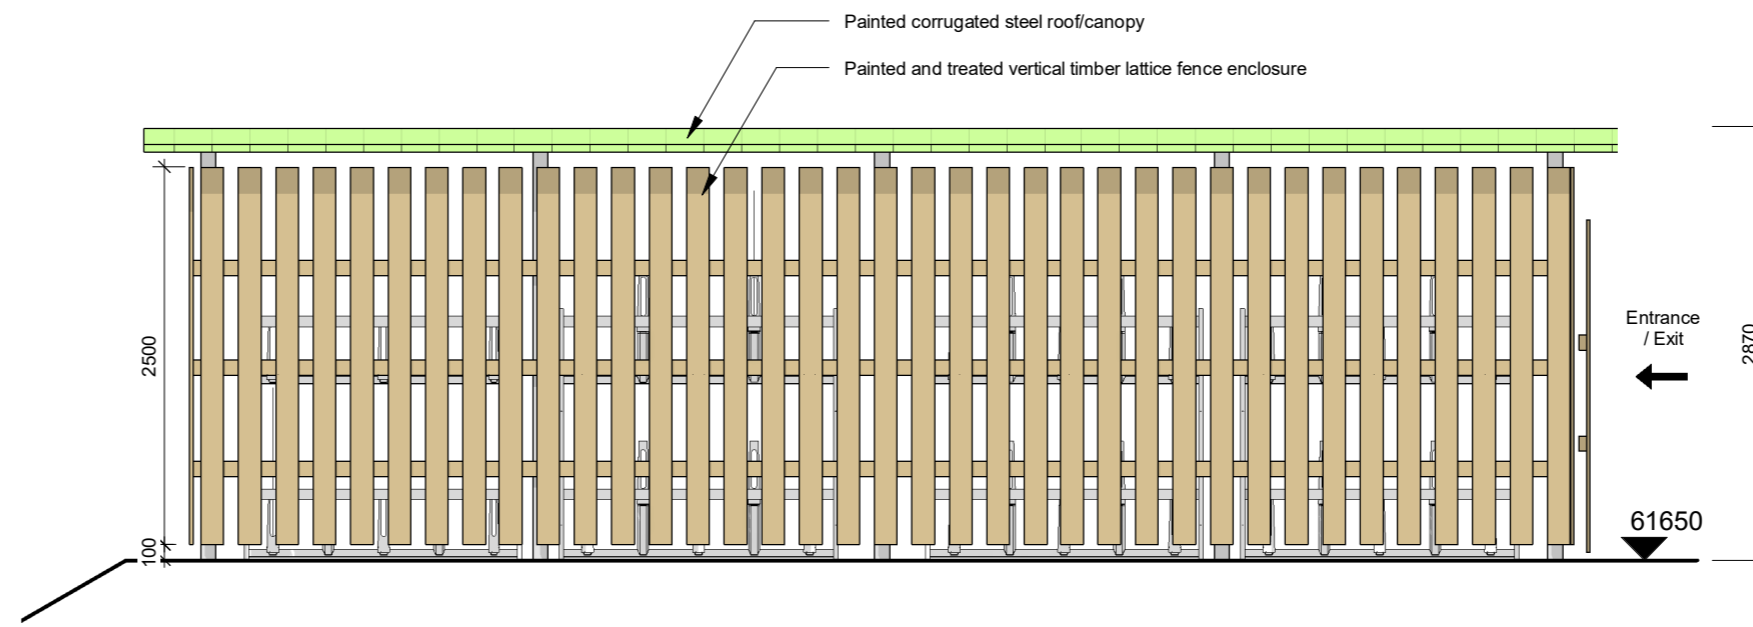 Painted corrugated steel roof/canopy
Painted and treated vertical timber lattice fence enclosure
2500
100
Entrance
/ Exit
61650
2870